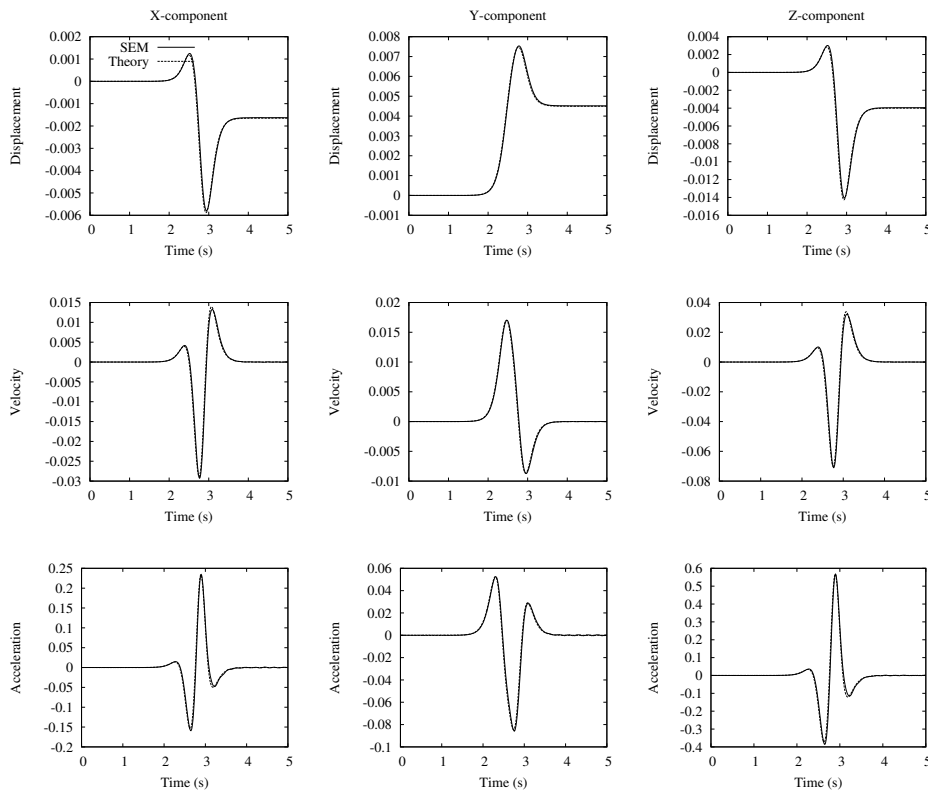 X-component
Y-component
Z-component
0.002
0.001
0
-0.001
-0.002
-0.003
-0.004
-0.005
-0.006
SEM
Theory
Displacement
0 1 2 3 4 5
Time (s)
0.008
0.007
0.006
0.005
0.004
0.003
0.002
0.001
0
-0.001
Displacement
0 1 2 3 4 5
Time (s)
0.004
0.002
0
-0.002
-0.004
-0.006
-0.008
-0.01
-0.012
-0.014
-0.016
Displacement
0 1 2 3 4 5
Time (s)
0.015
0.01
0.005
0
-0.005
-0.01
-0.015
-0.02
-0.025
-0.03
Velocity
0 1 2 3 4 5
Time (s)
0.02
0.015
0.01
0.005
0
-0.005
-0.01
Velocity
0 1 2 3 4 5
Time (s)
0.04
0.02
0
-0.02
-0.04
-0.06
-0.08
Velocity
0 1 2 3 4 5
Time (s)
0.25
0.2
0.15
0.1
0.05
0
-0.05
-0.1
-0.15
-0.2
Acceleration
0 1 2 3 4 5
Time (s)
0.06
0.04
0.02
0
-0.02
-0.04
-0.06
-0.08
-0.1
Acceleration
0 1 2 3 4 5
Time (s)
0.6
0.5
0.4
0.3
0.2
0.1
0
-0.1
-0.2
-0.3
-0.4
Acceleration
0 1 2 3 4 5
Time (s)